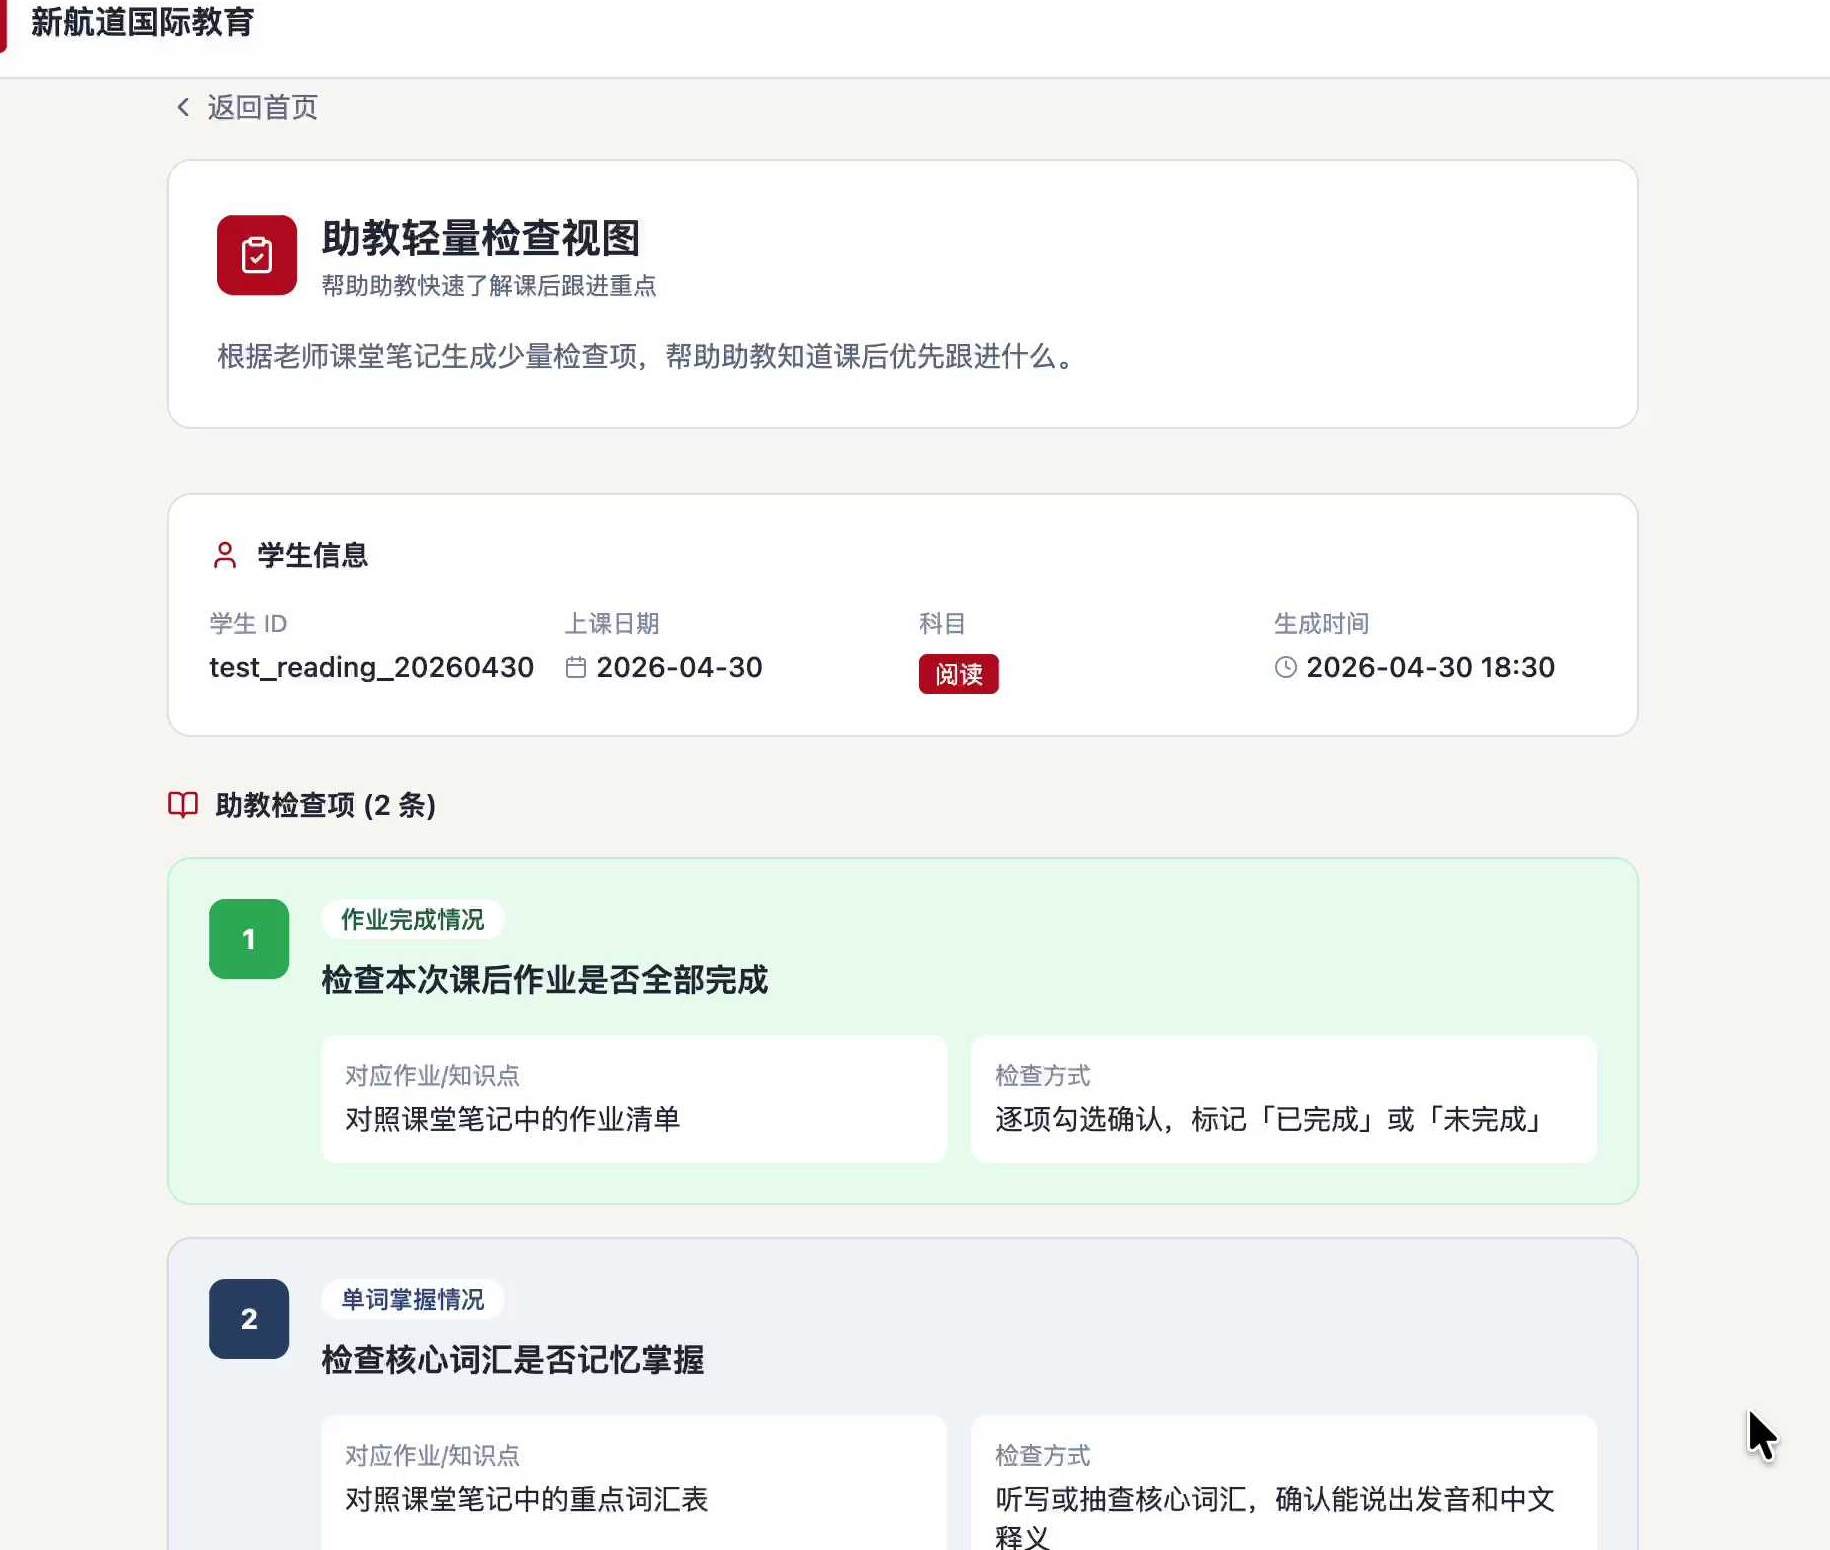 新航道国际教育
返回首页
助教轻量检查视图
帮助助教快速了解课后跟进重点
根据老师课堂笔记生成少量检查项，帮助助教知道课后优先跟进什么。
学生信息
学生 ID
test_reading_20260430
上课日期
2026-04-30
科目
阅读
生成时间
2026-04-30 18:30
助教检查项 (2 条)
1
作业完成情况
检查本次课后作业是否全部完成
对应作业/知识点
对照课堂笔记中的作业清单
检查方式
逐项勾选确认，标记「已完成」或「未完成」
2
单词掌握情况
检查核心词汇是否记忆掌握
对应作业/知识点
对照课堂笔记中的重点词汇表
检查方式
听写或抽查核心词汇，确认能说出发音和中文
释义